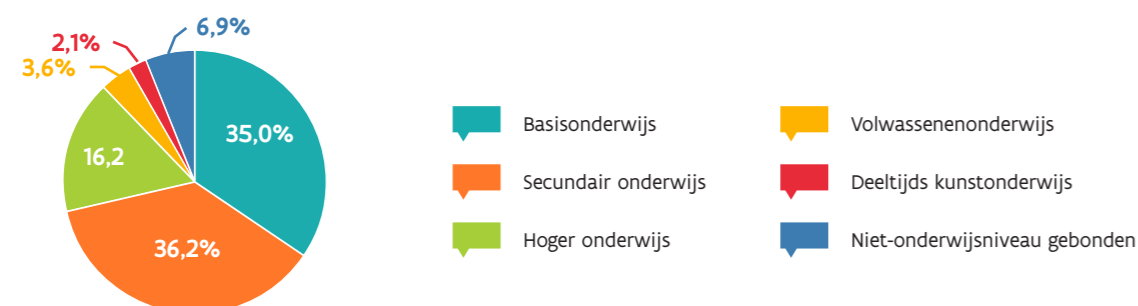 6,9%
2,1%
3,6%
35,0%
16,2
36,2%
Basisonderwijs
Secundair onderwijs
Hoger onderwijs
Volwassenenonderwijs
Deeltijds kunstonderwijs
Niet-onderwijsniveau gebonden